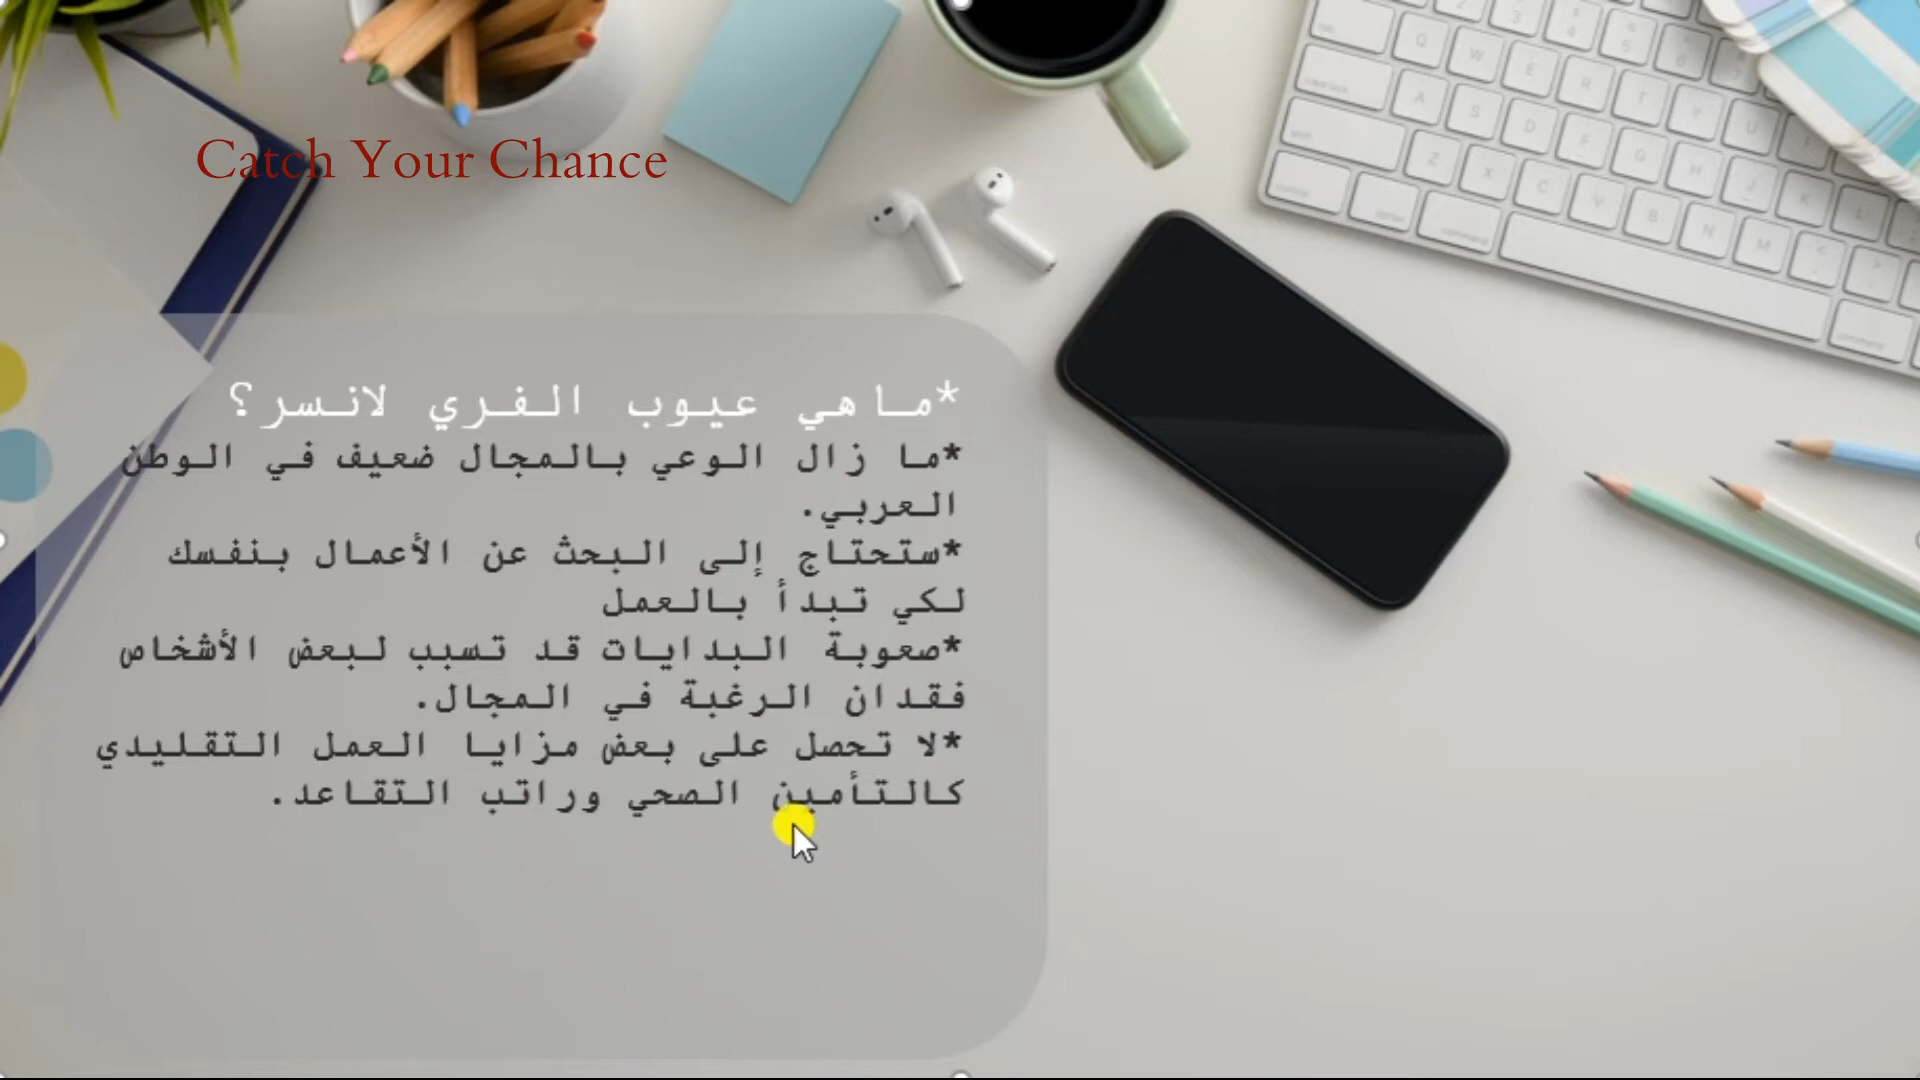 Catch Your Chance
*ماهي عيوب الفري لانسر؟
*ما زال الوعي بالمجال ضعيف في الوطن
العربي.
*ستحتاج إلى البحث عن الأعمال بنفسك
لكي تبدأ بالعمل
*صعوبة البدايات قد تسبب لبعض الأشخاص
فقدان الرغبة في المجال.
*لا تحصل على بعض مزايا العمل التقليدي
كالتأمين الصحي وراتب التقاعد.